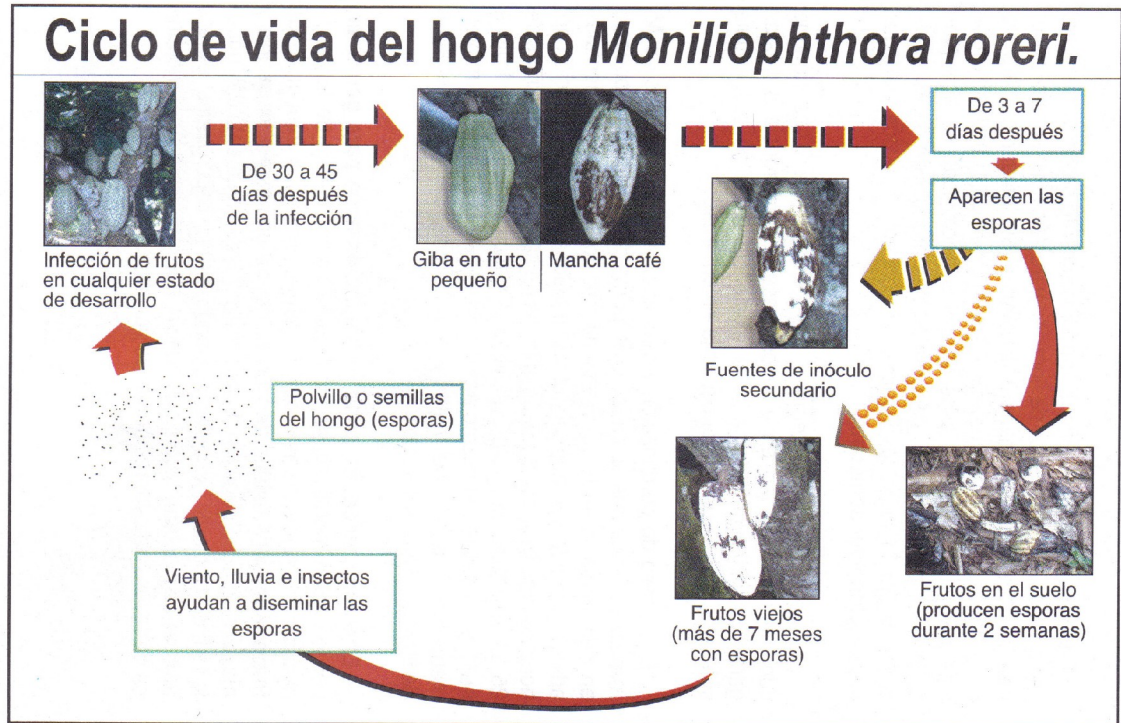 Ciclo de vida del hongo Moniliophthora roreri.
De 30 a 45
días después
de la infección
De 3 a 7
días después
Aparecen las
esporas
Infección de frutos
en cualquier estado
de desarrollo
Giba en fruto
pequeño
Mancha café
Fuentes de inóculo
secundario
Polvillo o semillas
del hongo (esporas)
Viento, lluvia e insectos
ayudan a diseminar las
esporas
Frutos viejos
(más de 7 meses
con esporas)
Frutos en el suelo
(producen esporas
durante 2 semanas)